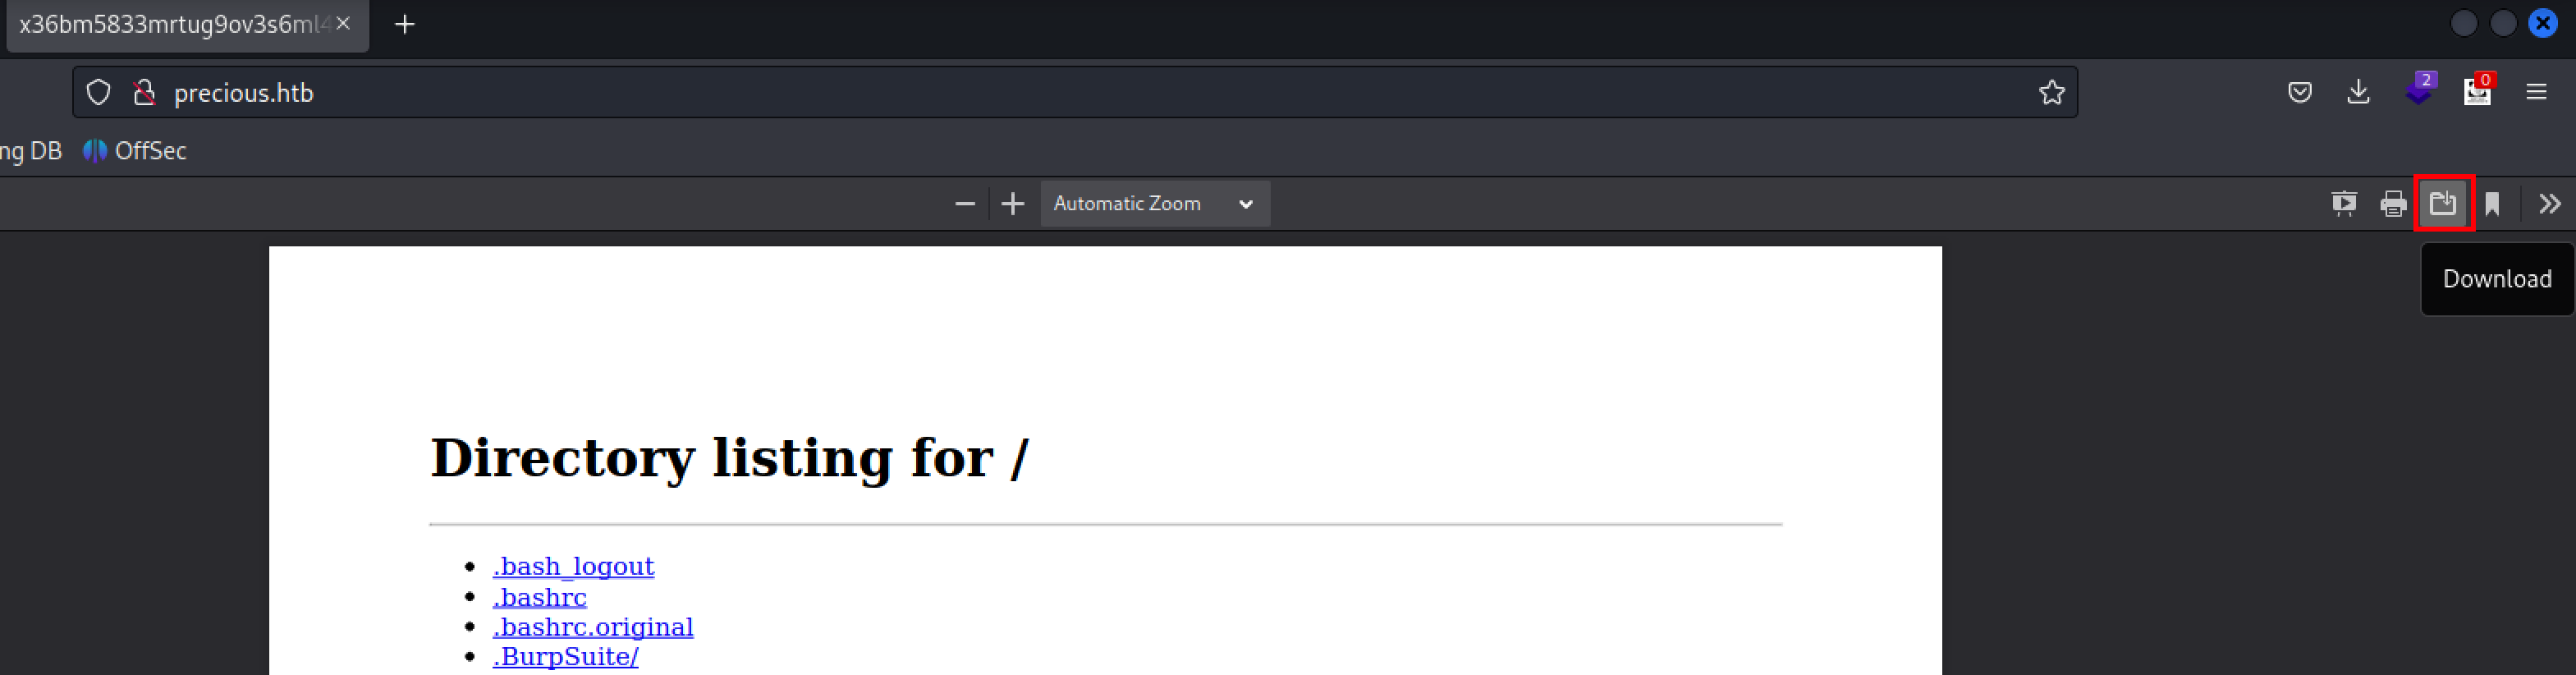 x36bm5833mrtug9ov3s6ml4
precious.htb
2
0
ng DB OffSec
Automatic Zoom
Download
Directory listing for /
.bash_logout
.bashrc
.bashrc.original
.BurpSuite/